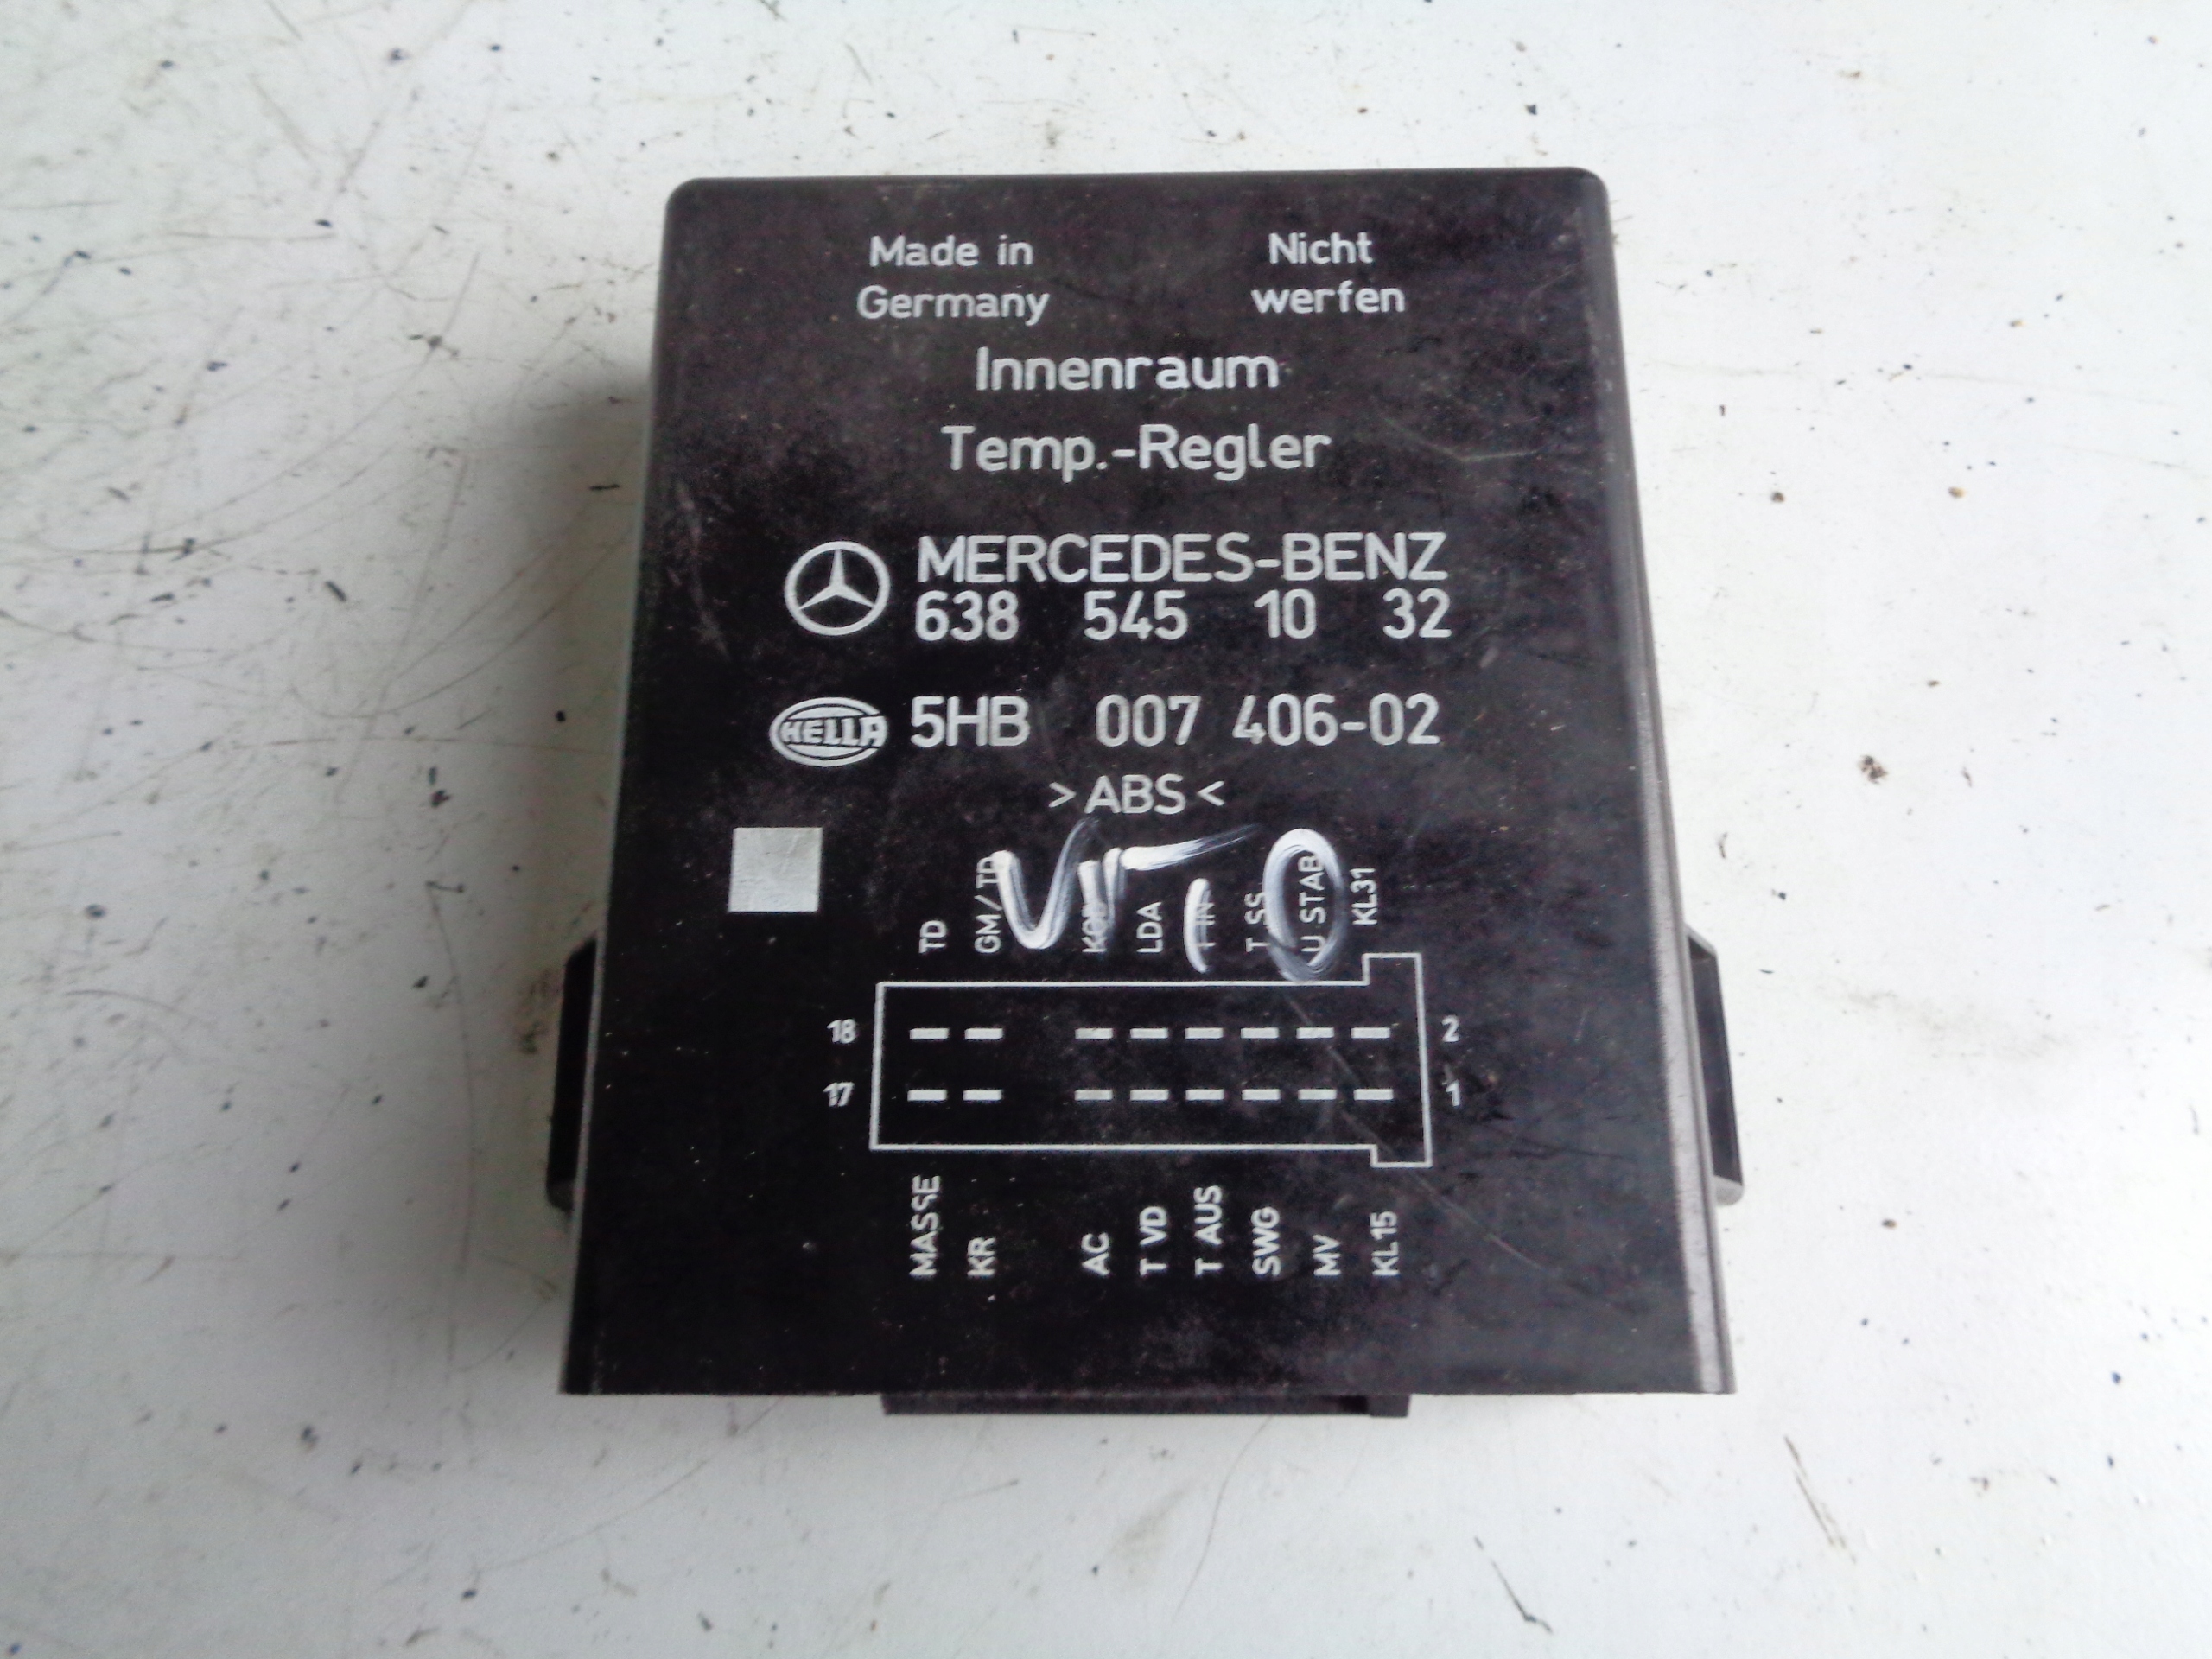 Made in Nicht
Germany werfen
Innenraum
Temp.-Regler
MERCEDES-BENZ
638 545 10 32
HELLA 5HB 007 406-02
>ABS<
TD GM/TD LDA T SS U STAB KL31
18 2
17 1
MASSE KR AC T VD T AUS SWG MV KL15